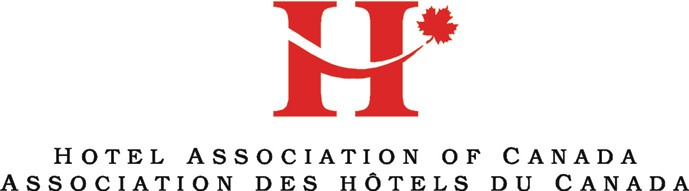 H
HOTEL ASSOCIATION OF CANADA
ASSOCIATION DES HÔTELS DU CANADA